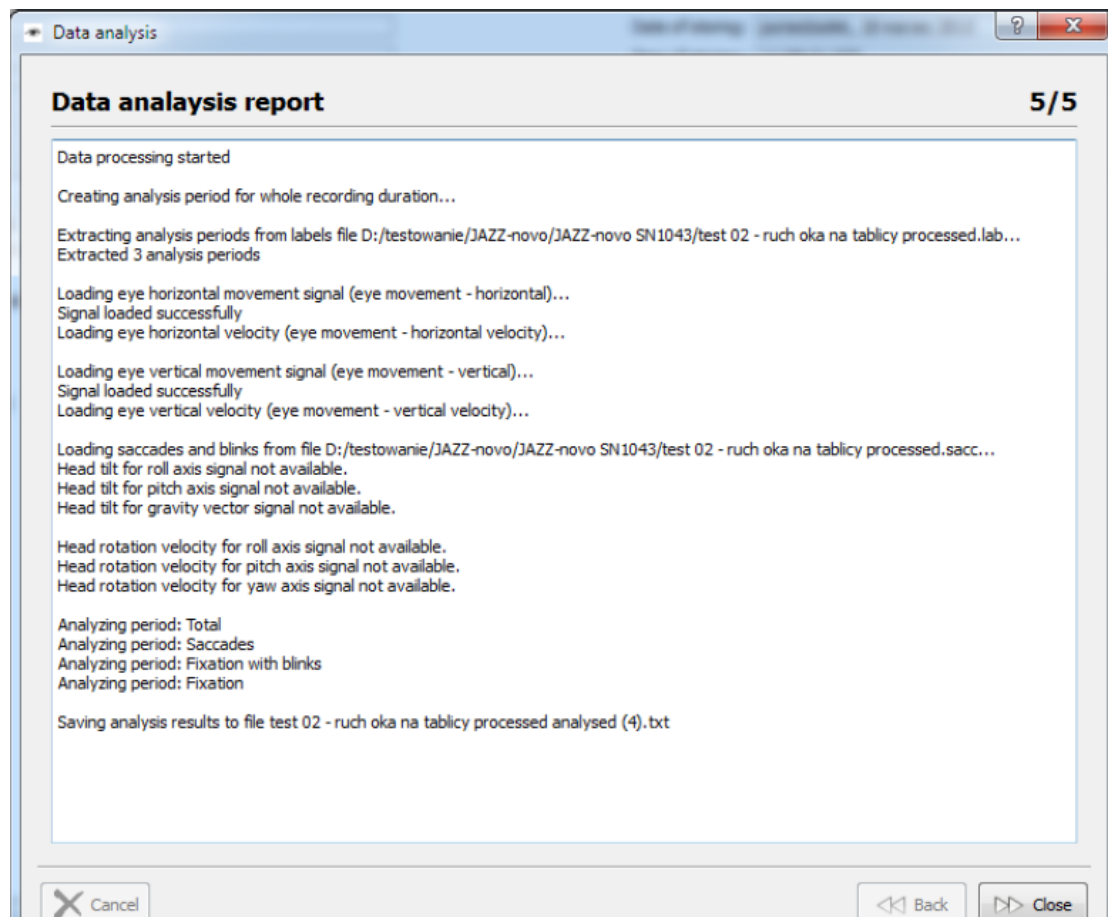 Data analysis
Data analaysis report
5/5
Data processing started
Creating analysis period for whole recording duration...
Extracting analysis periods from labels file D:/testowanie/JAZZ-novo/JAZZ-novo SN1043/test 02 - ruch oka na tablicy processed.lab...
Extracted 3 analysis periods
Loading eye horizontal movement signal (eye movement - horizontal)...
Signal loaded successfully
Loading eye horizontal velocity (eye movement - horizontal velocity)...
Loading eye vertical movement signal (eye movement - vertical)...
Signal loaded successfully
Loading eye vertical velocity (eye movement - vertical velocity)...
Loading saccades and blinks from file D:/testowanie/JAZZ-novo/JAZZ-novo SN1043/test 02 - ruch oka na tablicy processed.sacc...
Head tilt for roll axis signal not available.
Head tilt for pitch axis signal not available.
Head tilt for gravity vector signal not available.
Head rotation velocity for roll axis signal not available.
Head rotation velocity for pitch axis signal not available.
Head rotation velocity for yaw axis signal not available.
Analyzing period: Total
Analyzing period: Saccades
Analyzing period: Fixation with blinks
Analyzing period: Fixation
Saving analysis results to file test 02 - ruch oka na tablicy processed analysed (4).txt
Cancel
Back
Close